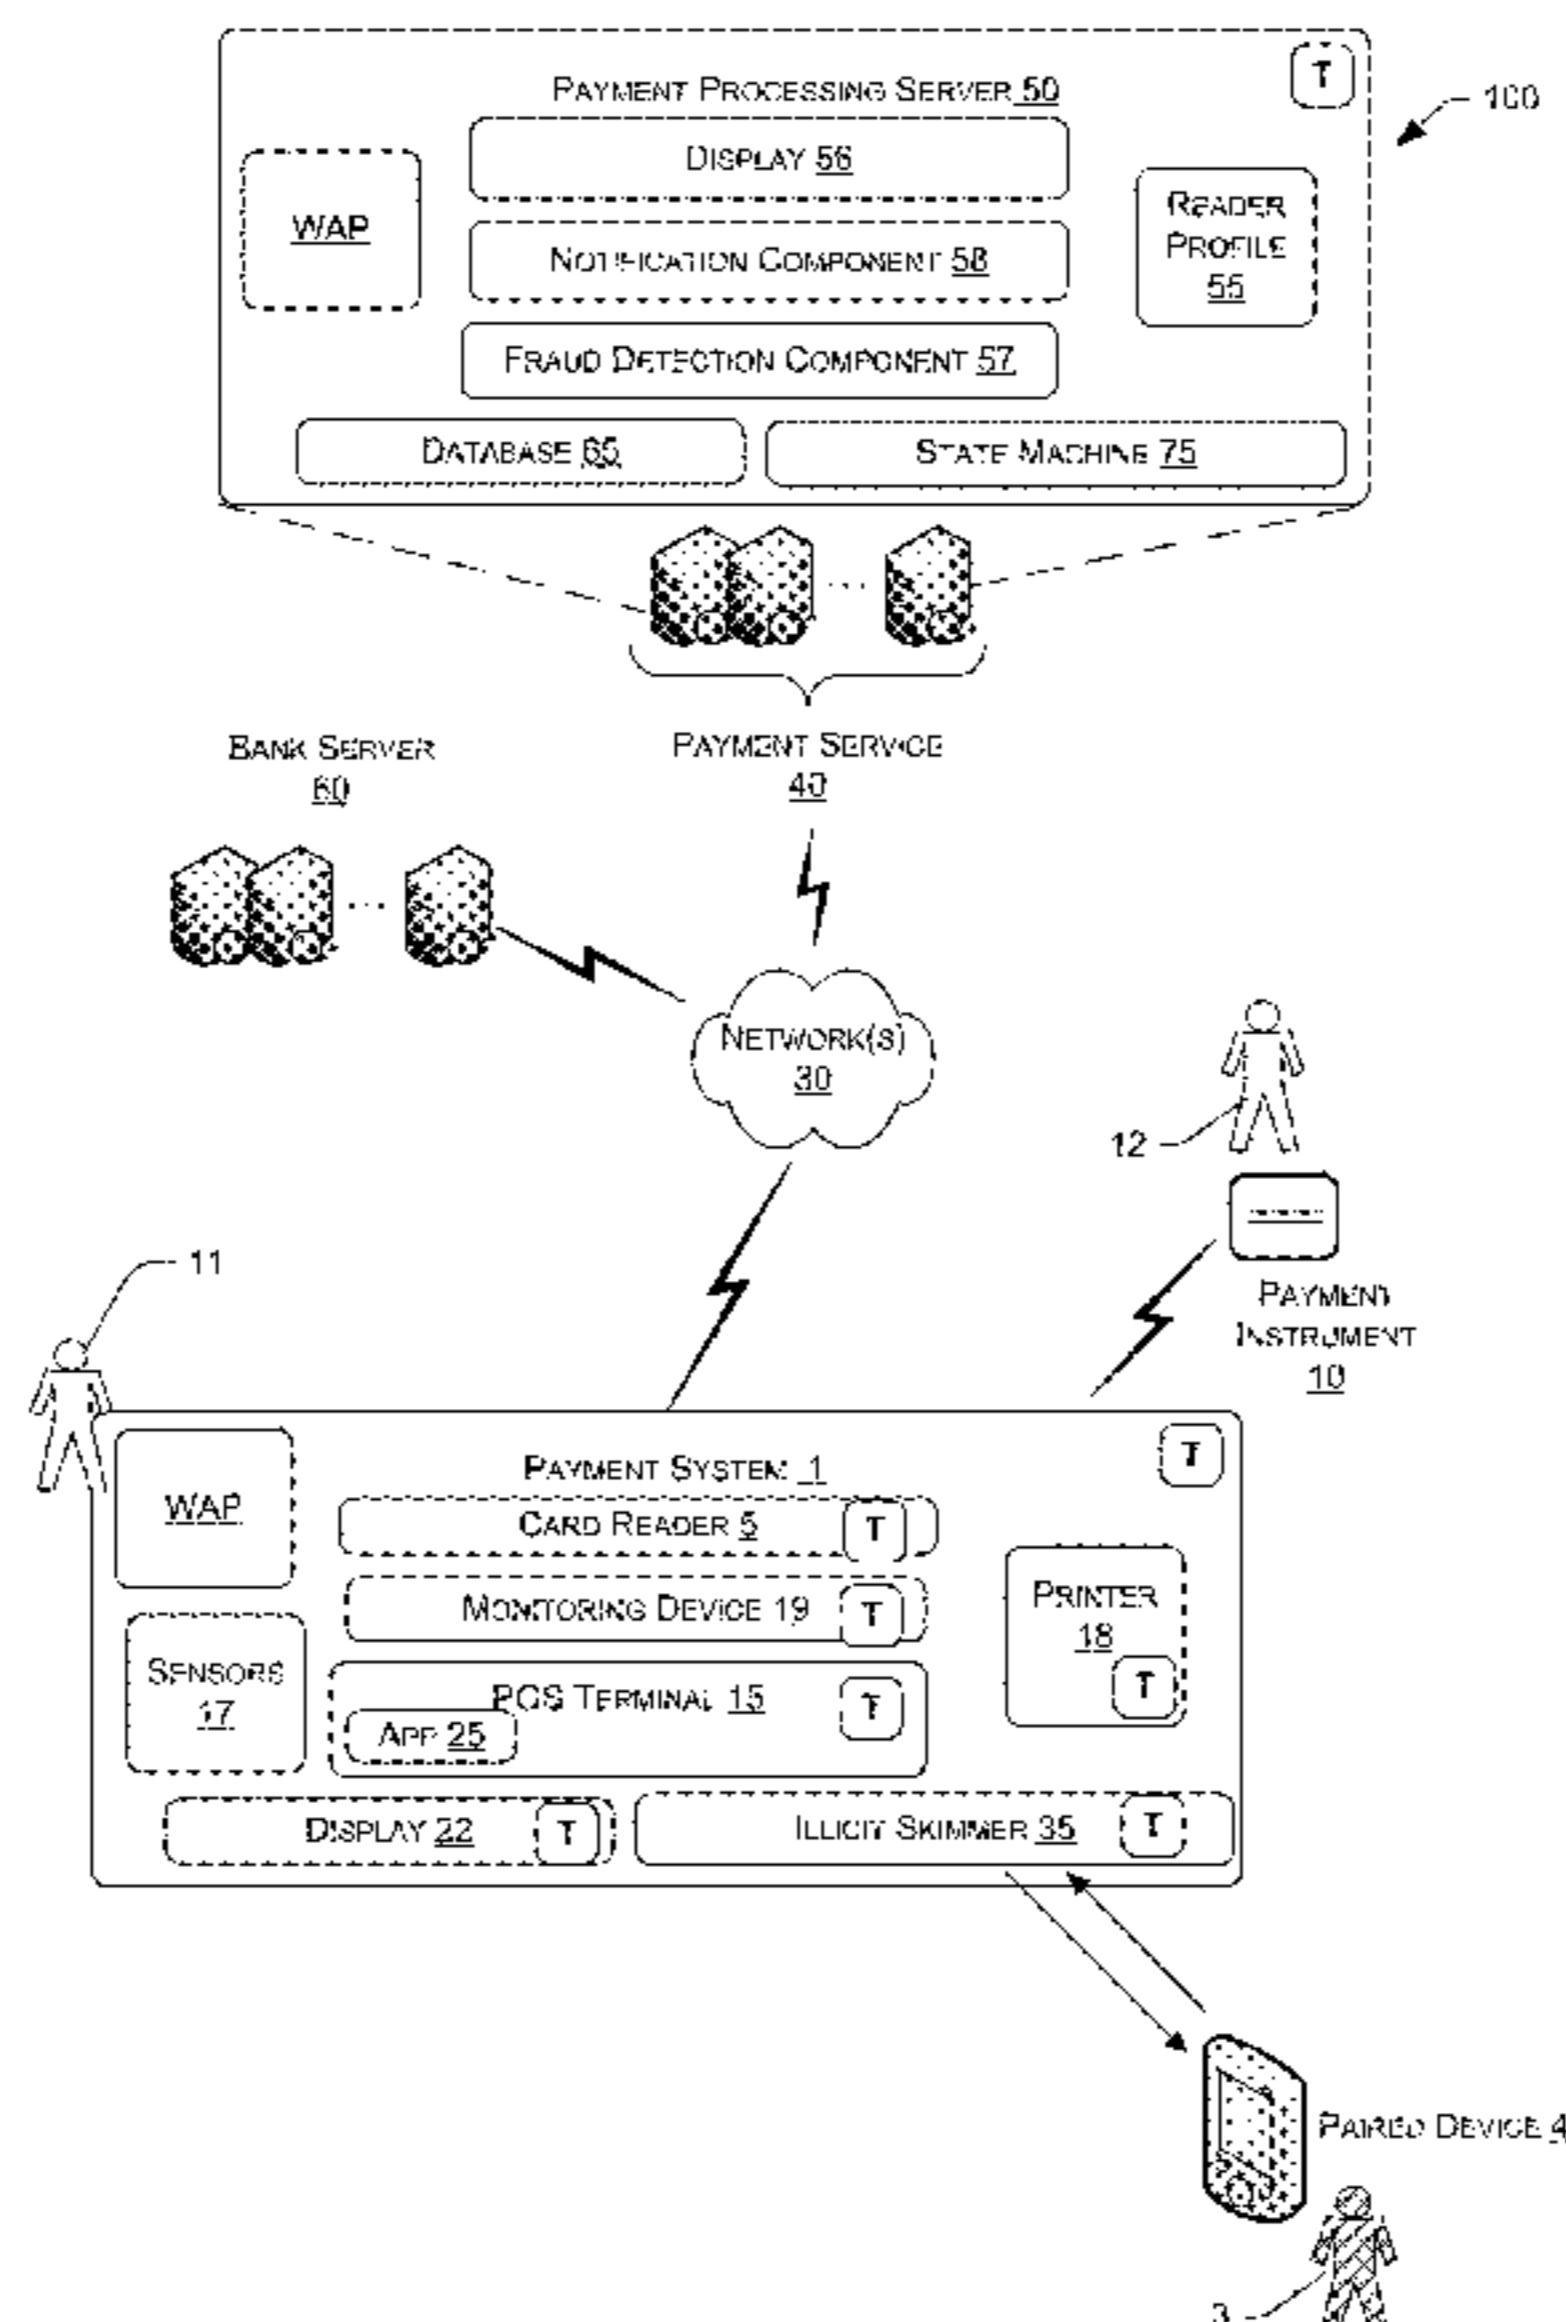 T
PAYMENT PROCESSING SERVER 50
100
DISPLAY 56
WAP
READER
PROFILE
55
NOTIFICATION COMPONENT 58
FRAUD DETECTION COMPONENT 57
DATABASE 65
STATE MACHINE 75
BANK SERVER
60
PAYMENT SERVICE
40
NETWORK(S)
30
12
PAYMENT
INSTRUMENT
10
11
T
PAYMENT SYSTEM 1
WAP
CARD READER 5
T
MONITORING DEVICE 19
T
PRINTER
18
T
SENSORS
17
POS TERMINAL 15
T
APP 25
DISPLAY 22
T
ILLICIT SKIMMER 35
T
PAIRED DEVICE 4
3